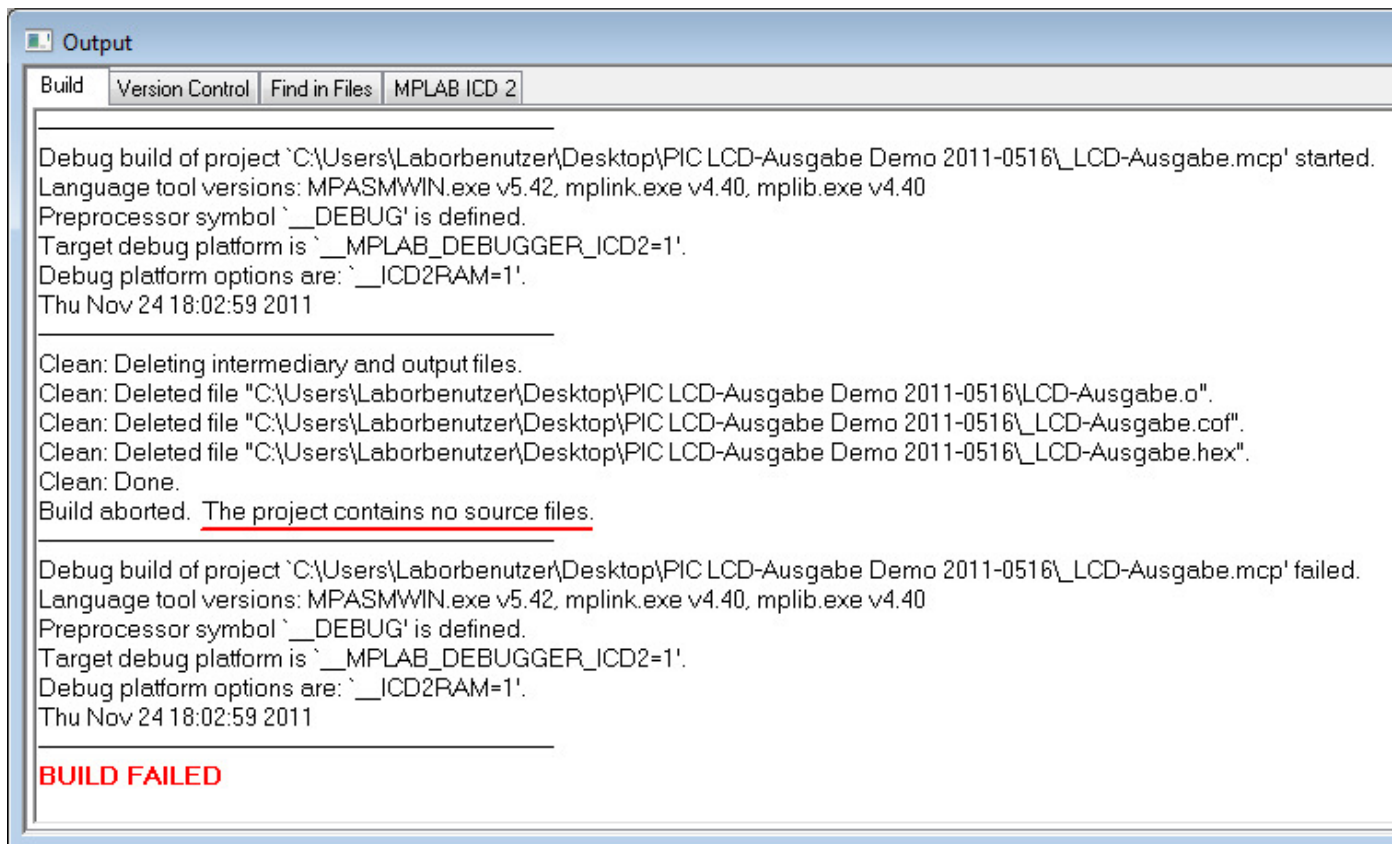 Output
Build Version Control Find in Files MPLAB ICD 2
Debug build of project `C:\Users\Laborbenutzer\Desktop\PIC LCD-Ausgabe Demo 2011-0516\_LCD-Ausgabe.mcp' started.
Language tool versions: MPASMWIN.exe v5.42, mplink.exe v4.40, mplib.exe v4.40
Preprocessor symbol `__DEBUG' is defined.
Target debug platform is `__MPLAB_DEBUGGER_ICD2=1'.
Debug platform options are: `__ICD2RAM=1'.
Thu Nov 24 18:02:59 2011
Clean: Deleting intermediary and output files.
Clean: Deleted file "C:\Users\Laborbenutzer\Desktop\PIC LCD-Ausgabe Demo 2011-0516\LCD-Ausgabe.o".
Clean: Deleted file "C:\Users\Laborbenutzer\Desktop\PIC LCD-Ausgabe Demo 2011-0516\_LCD-Ausgabe.cof".
Clean: Deleted file "C:\Users\Laborbenutzer\Desktop\PIC LCD-Ausgabe Demo 2011-0516\_LCD-Ausgabe.hex".
Clean: Done.
Build aborted. The project contains no source files.
Debug build of project `C:\Users\Laborbenutzer\Desktop\PIC LCD-Ausgabe Demo 2011-0516\_LCD-Ausgabe.mcp' failed.
Language tool versions: MPASMWIN.exe v5.42, mplink.exe v4.40, mplib.exe v4.40
Preprocessor symbol `__DEBUG' is defined.
Target debug platform is `__MPLAB_DEBUGGER_ICD2=1'.
Debug platform options are: `__ICD2RAM=1'.
Thu Nov 24 18:02:59 2011
BUILD FAILED